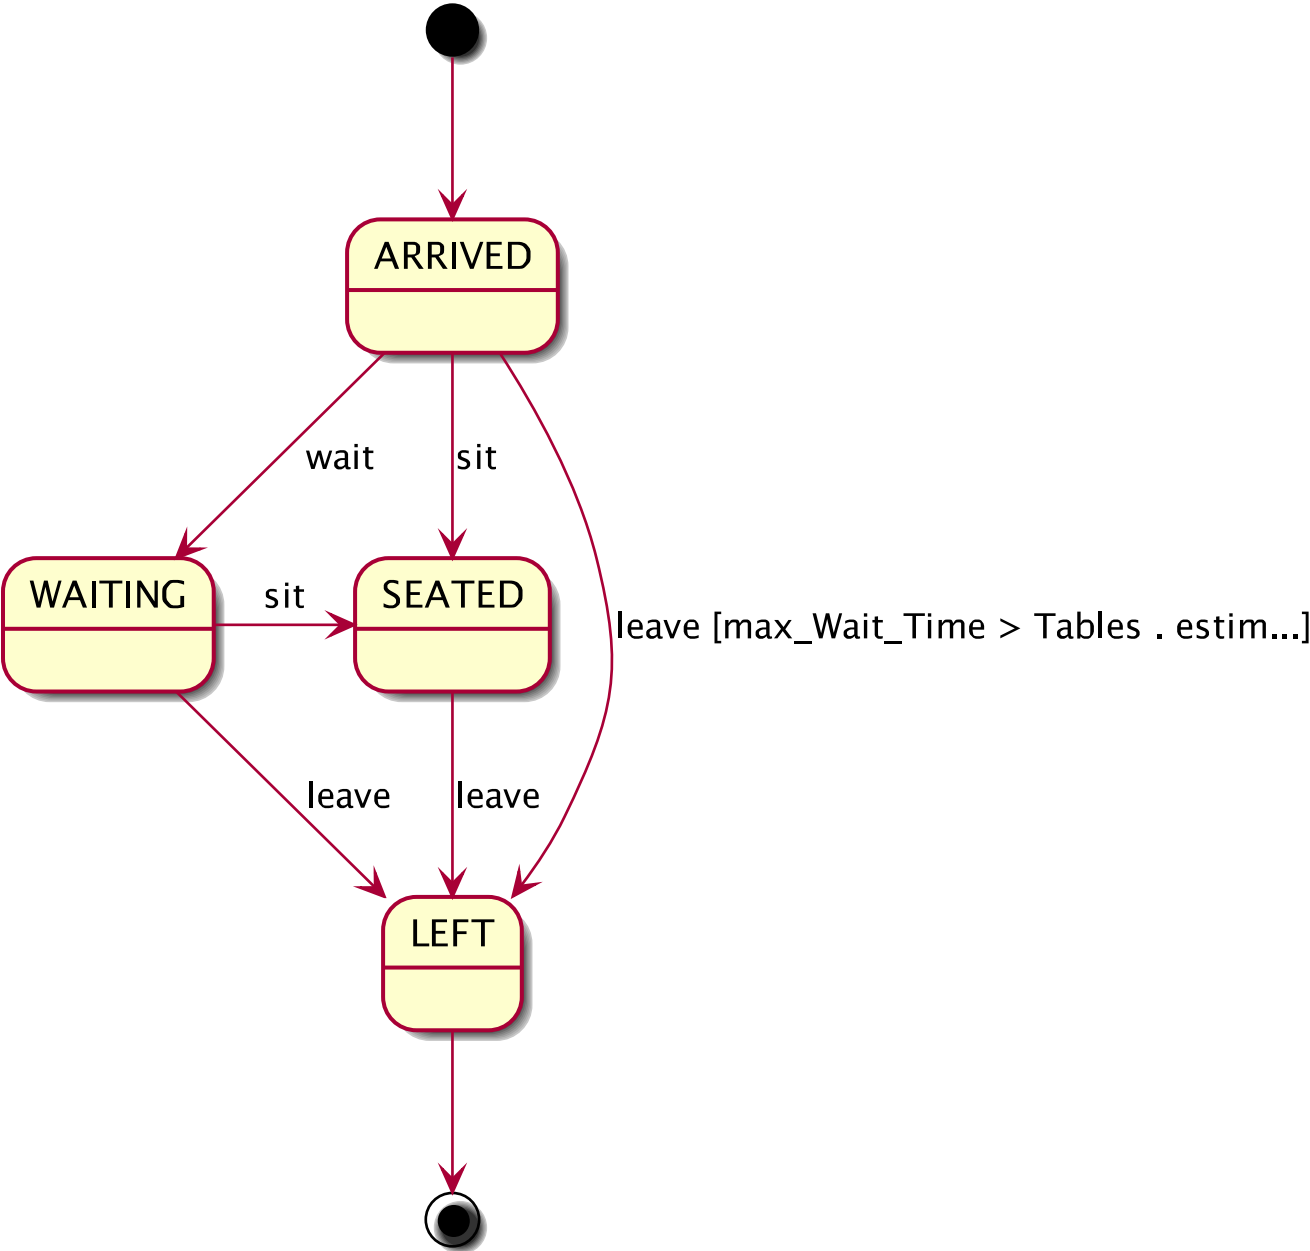 ARRIVED
wait
sit
WAITING
sit
SEATED
leave [max_Wait_Time > Tables . estim...]
leave
leave
LEFT